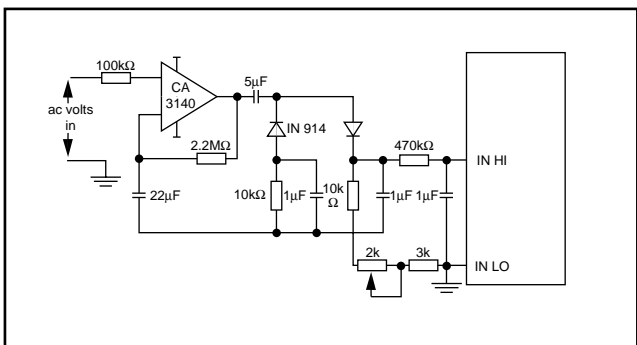 100kΩ
ac volts
in
CA
3140
5μF
IN 914
2.2MΩ
470kΩ
IN HI
22μF
10kΩ
1μF
10k
Ω
1μF
1μF
2k
3k
IN LO